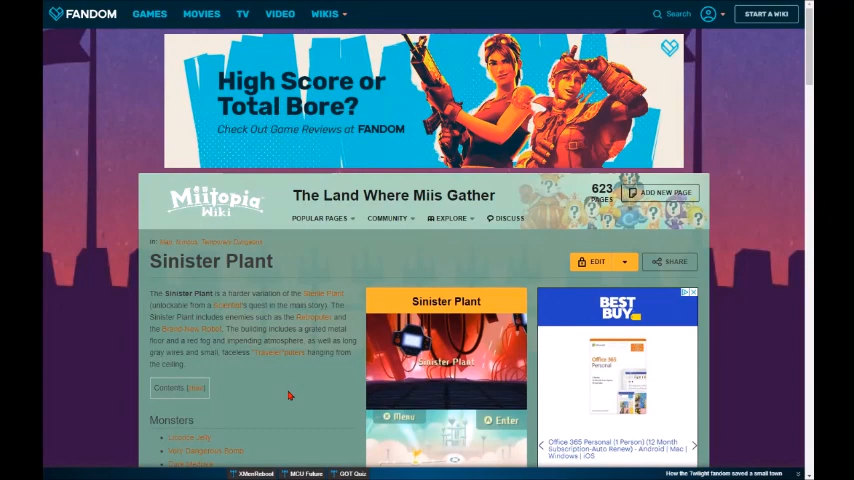 FANDOM GAMES MOVIES TV VIDEO WIKIS Search START A WIKI
High Score or
Total Bore?
Check Out Game Reviews at FANDOM
Miitopia
Wiki
The Land Where Miis Gather
623
PAGES
ADD NEW PAGE
POPULAR PAGES COMMUNITY EXPLORE DISCUSS
Sinister Plant
EDIT SHARE
The Sinister Plant is a harder variation of the
(unlockable from a Scientist's quest in the main story). The
Sinister Plant includes enemies such as the Retroputer and
the Brand-New Robot. The building includes a grated metal
floor and a red fog and impending atmosphere, as well as long
gray wires and small, faceless hanging from
the ceiling.
Contents
Monsters
Licorice Jelly
Very Dangerous Bomb
Sinister Plant
Sinister Plant
Menu
Enter
BEST
BUY
Office 365
Personal
Office 365 Personal (1 Person) (12 Month
Subscription-Auto Renew) - Android | Mac |
Windows | iOS
XMenReboot MCU Future GOT Quiz
How the Twilight fandom saved a small town